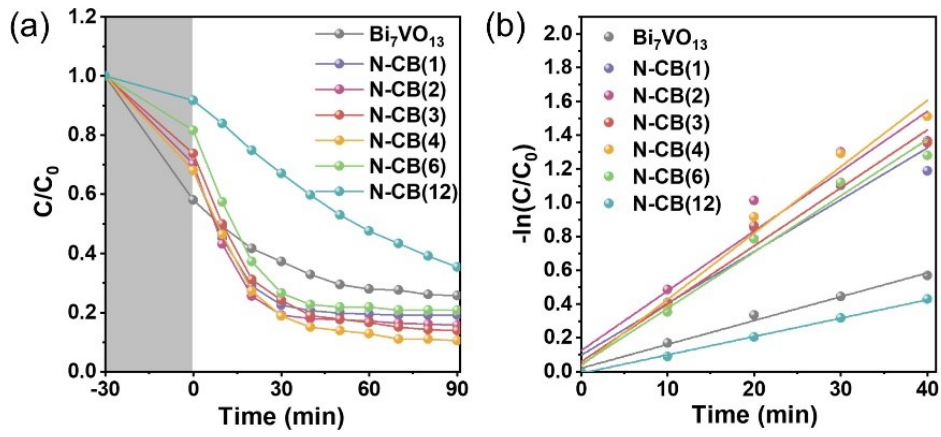 (a)
1.2
1.0
0.8
0.6
0.4
0.2
0.0
C/C₀
-30 0 30 60 90
Time (min)
Bi₇VO₁₃
N-CB(1)
N-CB(2)
N-CB(3)
N-CB(4)
N-CB(6)
N-CB(12)
(b)
2.0
1.8
1.6
1.4
1.2
1.0
0.8
0.6
0.4
0.2
0.0
-ln(C/C₀)
0 10 20 30 40
Time (min)
Bi₇VO₁₃
N-CB(1)
N-CB(2)
N-CB(3)
N-CB(4)
N-CB(6)
N-CB(12)